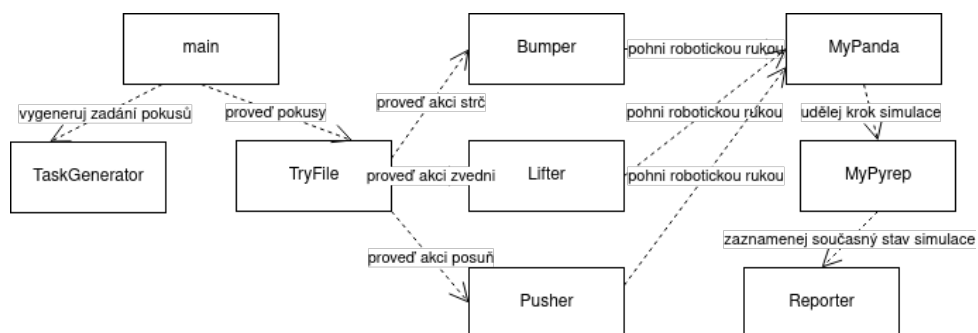 main
Bumper
MyPanda
pohni robotickou rukou
vygeneruj zadání pokusů
proveď pokusy
proveď akci strč
pohni robotickou rukou
udělej krok simulace
TaskGenerator
TryFile
proveď akci zvedni
Lifter
pohni robotickou rukou
MyPyrep
proveď akci posuň
zaznamenej současný stav simulace
Pusher
Reporter